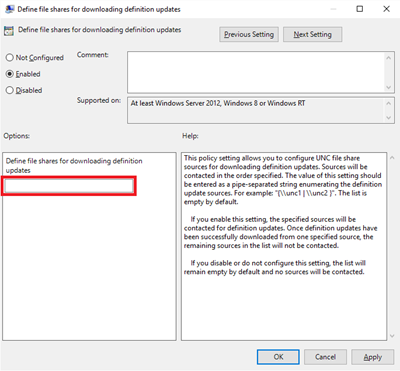 Define file shares for downloading definition updates
Define file shares for downloading definition updates
Previous Setting
Next Setting
Not Configured
Comment:
Enabled
Disabled
Supported on:
At least Windows Server 2012, Windows 8 or Windows RT
Options:
Help:
Define file shares for downloading definition
updates
This policy setting allows you to configure UNC file share
sources for downloading definition updates. Sources will be
contacted in the order specified. The value of this setting should
be entered as a pipe-separated string enumerating the definition
update sources. For example: "{\\unc1 | \\unc2 }". The list is
empty by default.
If you enable this setting, the specified sources will be
contacted for definition updates. Once definition updates have
been successfully downloaded from one specified source, the
remaining sources in the list will not be contacted.
If you disable or do not configure this setting, the list will
remain empty by default and no sources will be contacted.
OK
Cancel
Apply